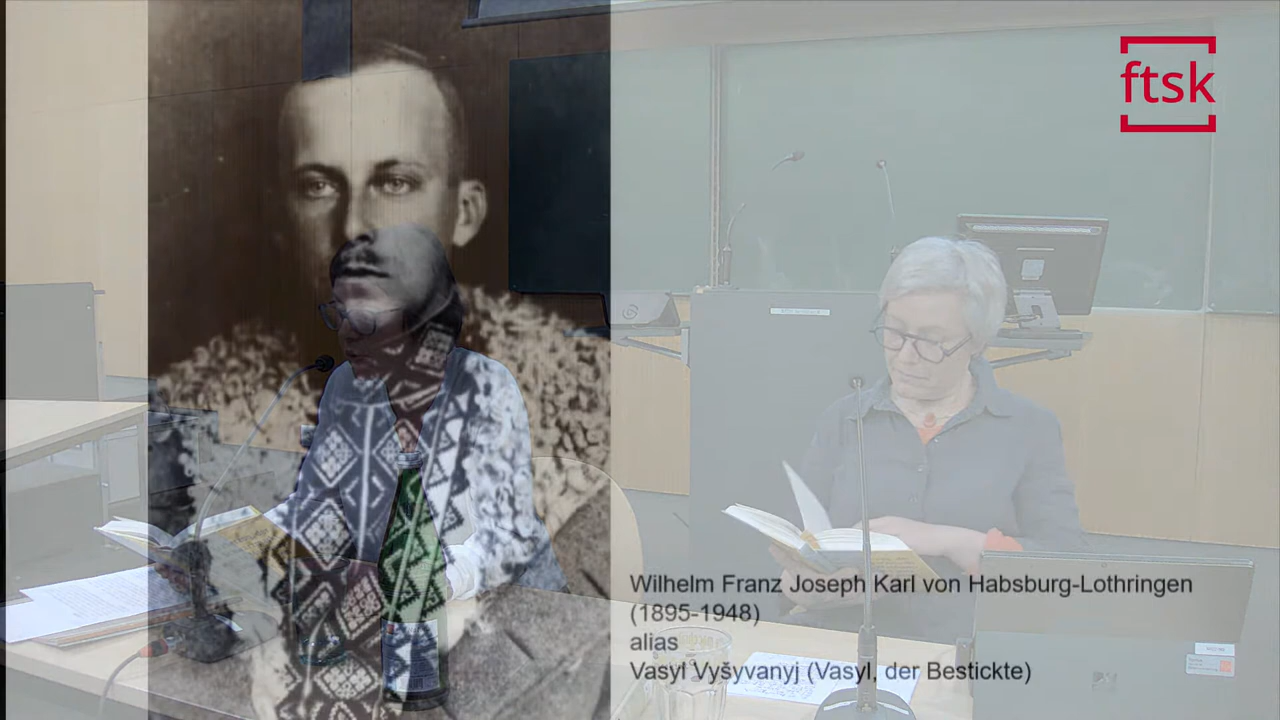 ftsk
Wilhelm Franz Joseph Karl von Habsburg-Lothringen
(1895-1948)
alias
Vasyl Vyšyvanyj (Vasyl, der Bestickte)